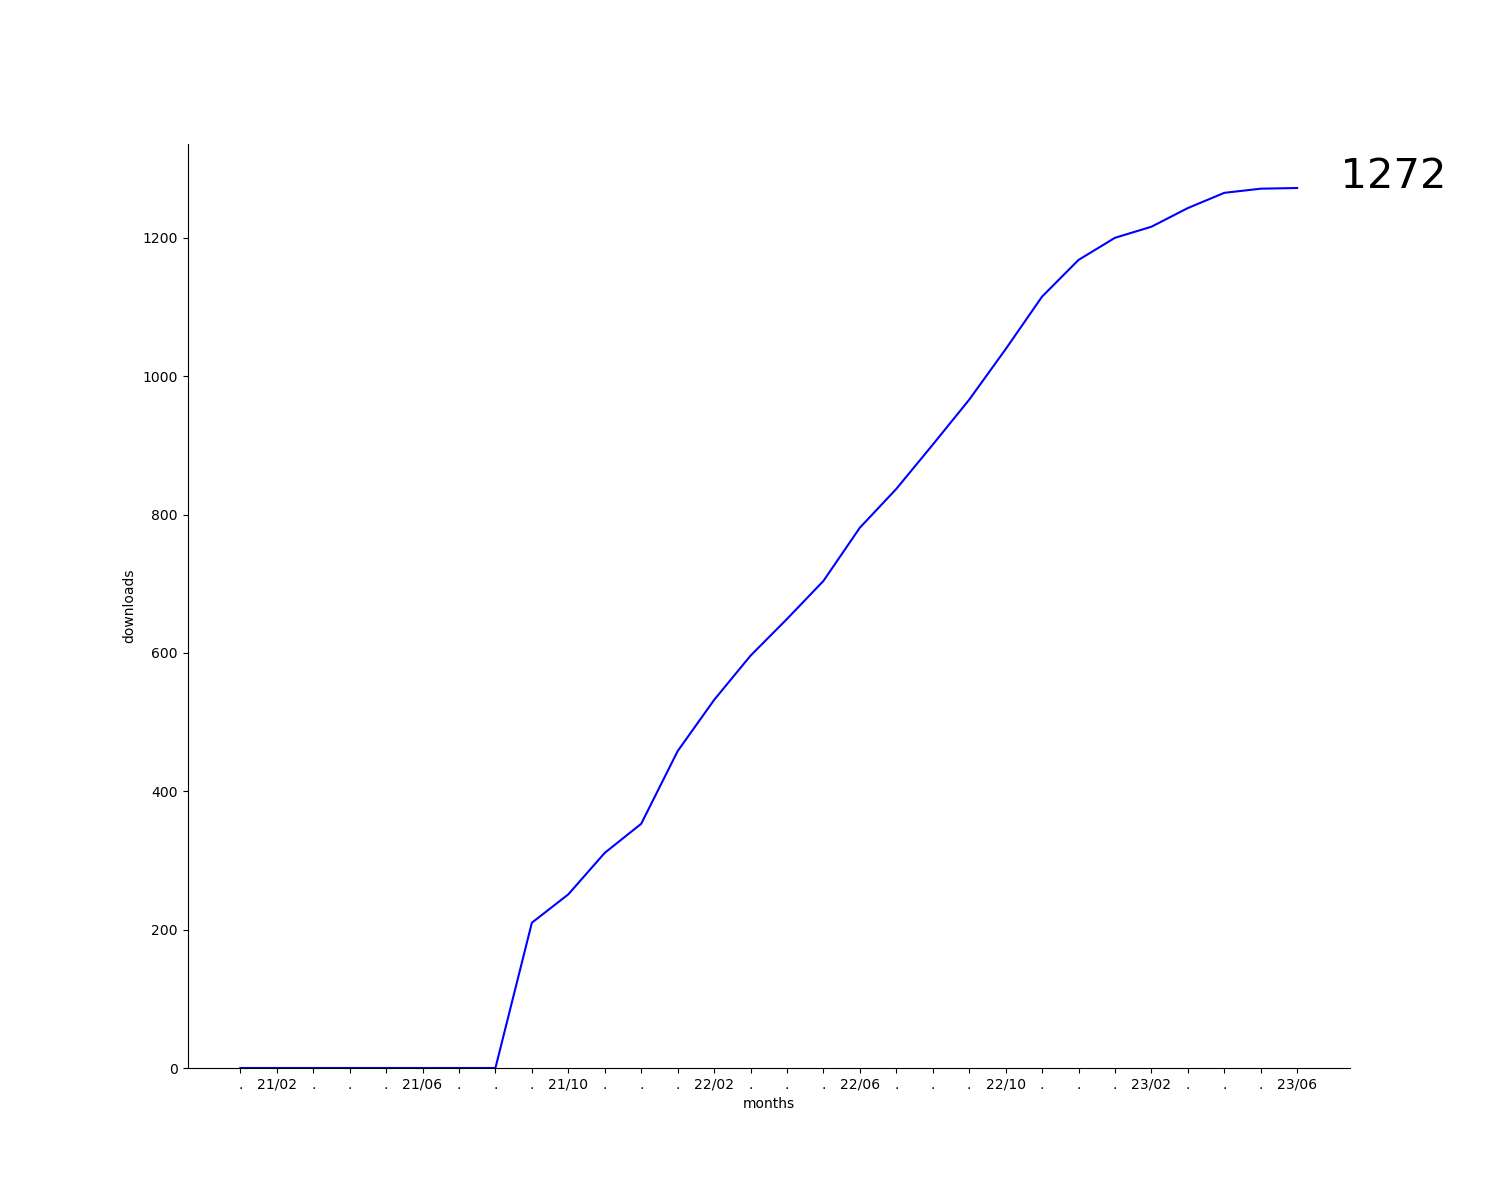 1272
1200
1000
800
600
400
200
0
downloads
. 21/02 . . . 21/06 . . . 21/10 . . . 22/02 . . . 22/06 . . . 22/10 . . . 23/02 . . . 23/06
months